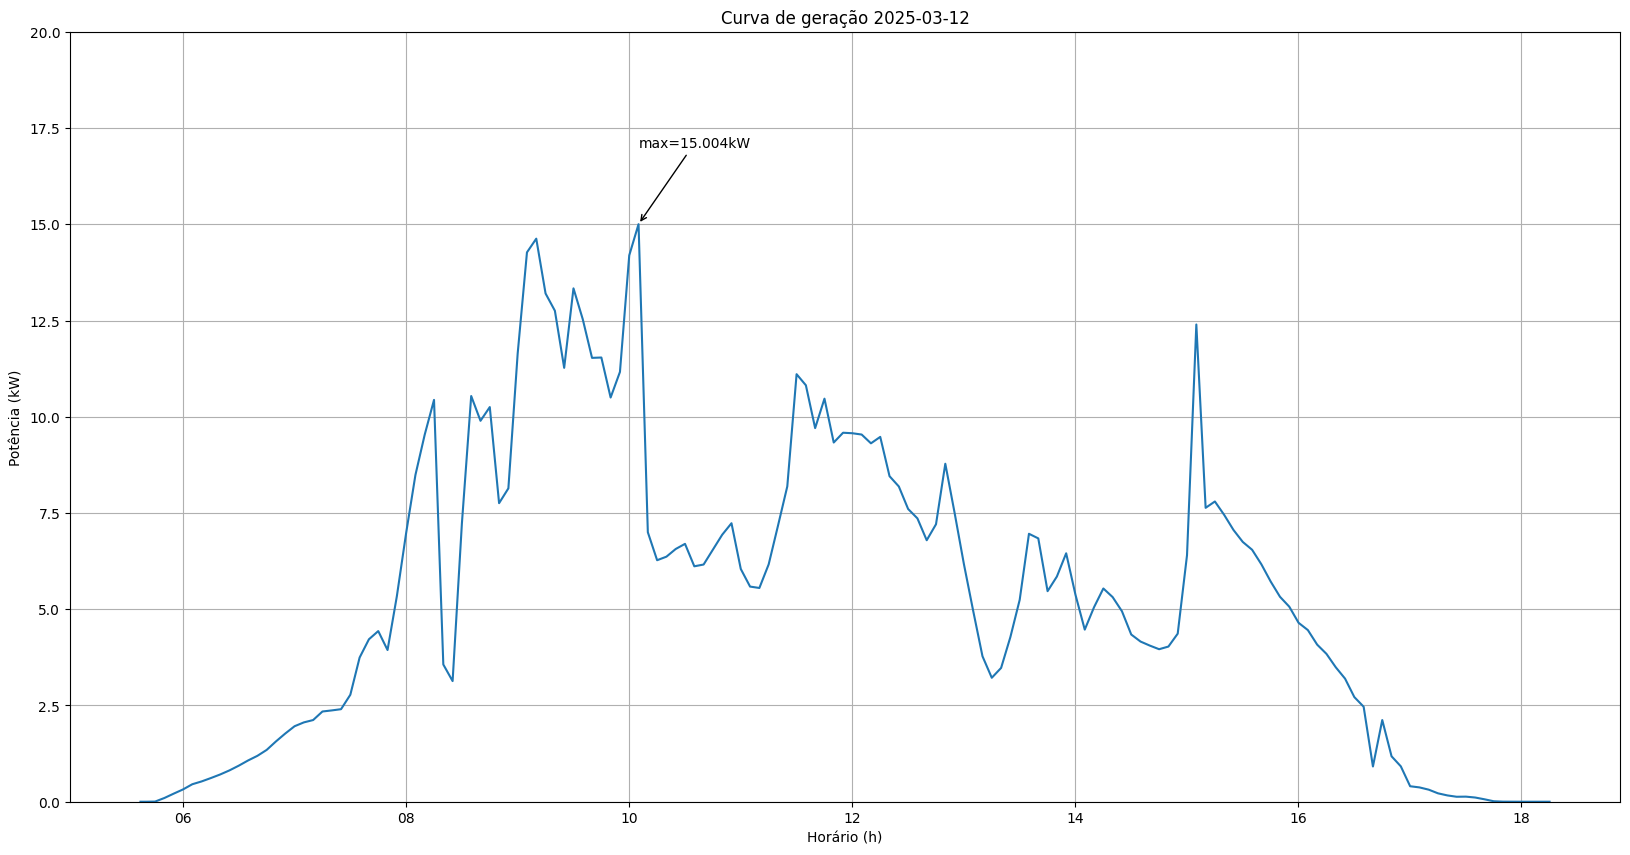 Curva de geração 2025-03-12
20.0
17.5
max=15.004kW
15.0
12.5
10.0
Potência (kW)
7.5
5.0
2.5
0.0
06 08 10 12 14 16 18
Horário (h)